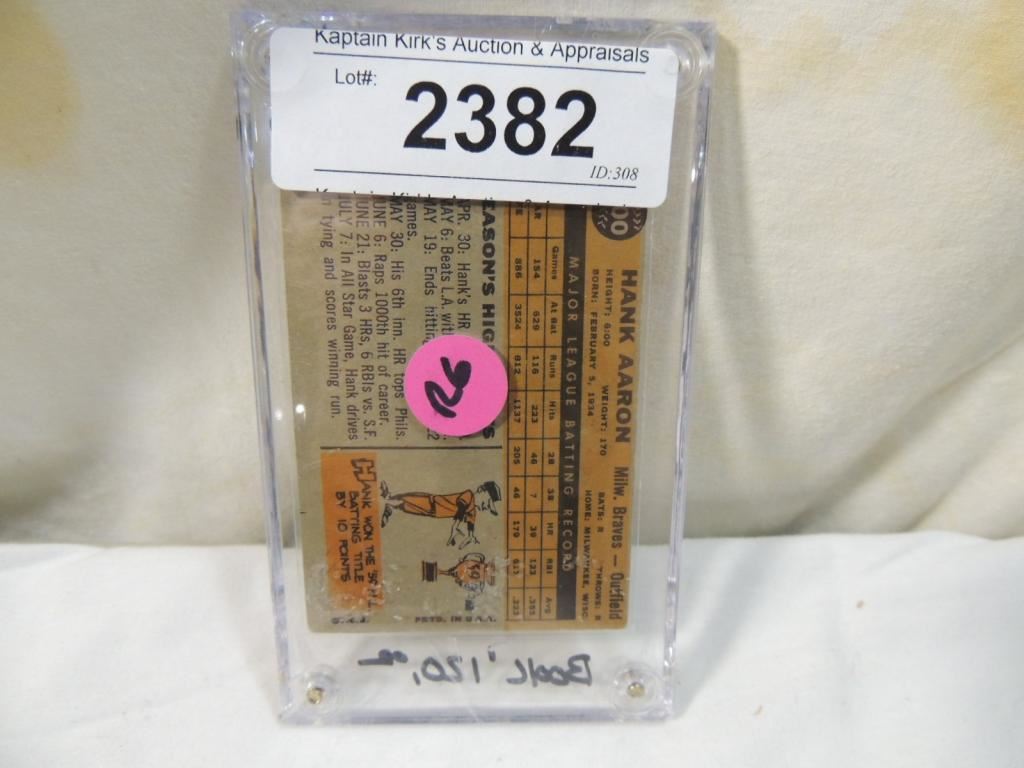 Kaptain Kirk's Auction & Appraisals
Lot#:
2382
ID:308
HANK AARON Milw. Braves — Outfield
HEIGHT: 6:00 WEIGHT: 170 BATS: R THROWS: R
BORN: FEBRUARY 5, 1934 HOME: MILWAUKEE, WISC
MAJOR LEAGUE BATTING RECORD
Games At Bat Runs Hits 2B 3B HR RBI Avg
154 629 116 223 46 7 39 123 .355
886 3524 612 1137 205 46 179 .323
HANK WON THE '59 N.L.
BATTING TITLE
BY 10 POINTS
APR. 30: Hank's HR
MAY 6: Beats L.A.
MAY 19: Ends
games.
MAY 30: His 6th inn. HR tops Phils.
JUNE 6: Raps 1000th hit of career.
JUNE 21: Blasts 3 HRs, 6 RBIs vs. S.F.
JULY 7: In All Star Game, Hank drives
in tying and scores winning run.
PRTD. IN U.S.A.
Book 120.00